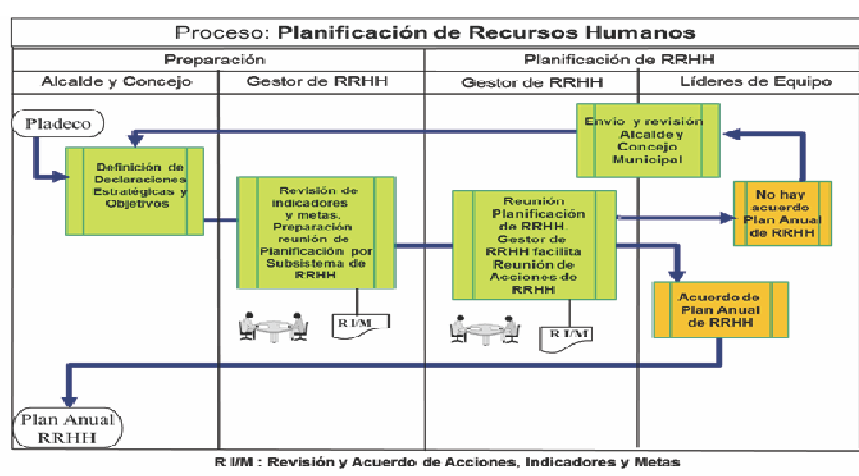 Proceso: Planificación de Recursos Humanos
Preparación
Planificación de RRHH
Alcalde y Concejo
Gestor de RRHH
Gestor de RRHH
Líderes de Equipo
Pladeco
Definición de
Declaraciones
Estratégicas y
Objetivos
Revisión de
indicadores
y metas.
Preparación
reunión de
Planificación por
Subsistema de
RRHH
R I/M
Reunión
Planificación
de RRHH.
Gestor de
RRHH facilita
Reunión de
Acciones de
RRHH
R I/M
Envío y revisión
Alcalde y
Concejo
Municipal
No hay
acuerdo
Plan Anual
de RRHH
Acuerdo de
Plan Anual
de RRHH
Plan Anual
RRHH
R I/M : Revisión y Acuerdo de Acciones, Indicadores y Metas